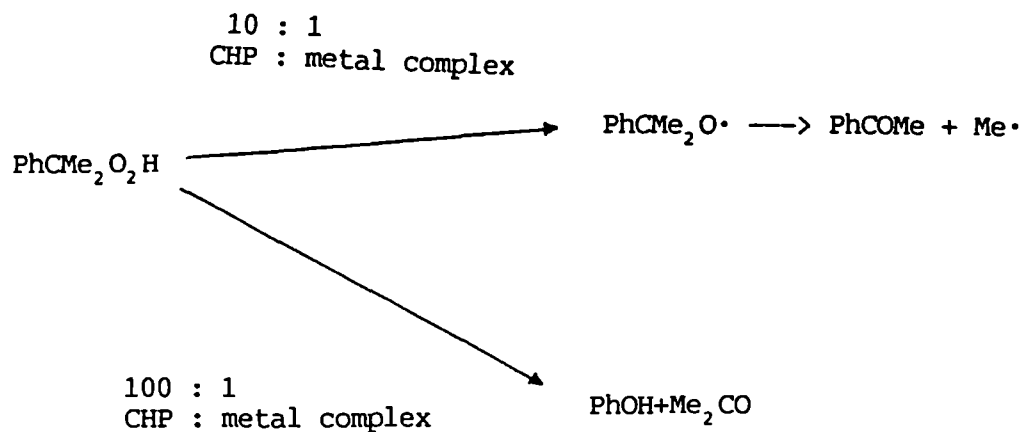 10 : 1
CHP : metal complex
PhCMe₂O· —> PhCOMe + Me·
PhCMe₂O₂H
100 : 1
CHP : metal complex
PhOH+Me₂CO